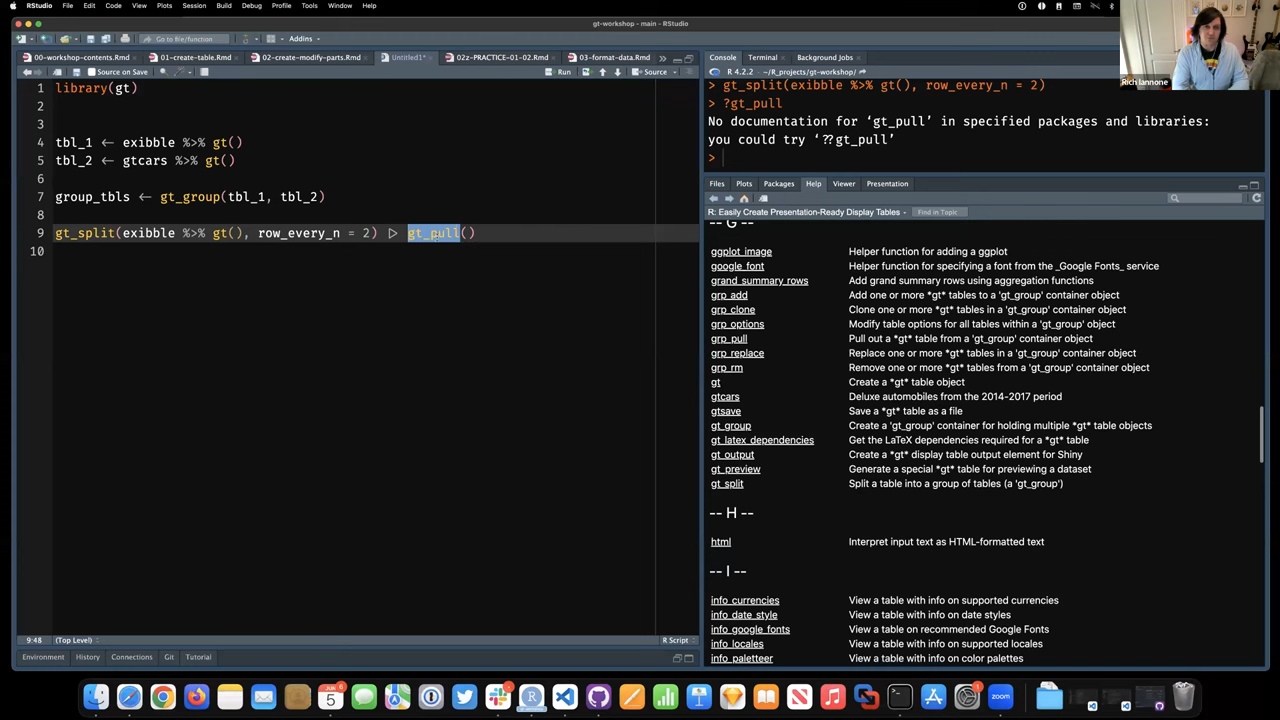 RStudio File Edit Code View Plots Session Build Debug Profile Tools Window Help
gt-workshop - main - RStudio
Go to file/function Addins
00-workshop-contents.Rmd 01-create-table.Rmd 02-create-modify-parts.Rmd Untitled1* 02z-PRACTICE-01-02.Rmd 03-format-data.Rmd
Source on Save Run Source
1 library(gt)
2
3
4 tbl_1 ← exibble %>% gt()
5 tbl_2 ← gtcars %>% gt()
6
7 group_tbls ← gt_group(tbl_1, tbl_2)
8
9 gt_split(exibble %>% gt(), row_every_n = 2) ▷ gt_pull()
10
9:48 (Top Level) R Script
Environment History Connections Git Tutorial
Console Terminal Background Jobs
R 4.2.2 · ~/R_projects/gt-workshop/
> gt_split(exibble %>% gt(), row_every_n = 2)
> ?gt_pull
No documentation for ‘gt_pull’ in specified packages and libraries:
you could try ‘??gt_pull’
>
Rich Iannone
Files Plots Packages Help Viewer Presentation
R: Easily Create Presentation-Ready Display Tables Find in Topic
-- G --
ggplot_image Helper function for adding a ggplot
google_font Helper function for specifying a font from the _Google Fonts_ service
grand_summary_rows Add grand summary rows using aggregation functions
grp_add Add one or more *gt* tables to a 'gt_group' container object
grp_clone Clone one or more *gt* tables in a 'gt_group' container object
grp_options Modify table options for all tables within a 'gt_group' object
grp_pull Pull out a *gt* table from a 'gt_group' container object
grp_replace Replace one or more *gt* tables in a 'gt_group' container object
grp_rm Remove one or more *gt* tables from a 'gt_group' container object
gt Create a *gt* table object
gtcars Deluxe automobiles from the 2014-2017 period
gtsave Save a *gt* table as a file
gt_group Create a 'gt_group' container for holding multiple *gt* table objects
gt_latex_dependencies Get the LaTeX dependencies required for a *gt* table
gt_output Create a *gt* display table output element for Shiny
gt_preview Generate a special *gt* table for previewing a dataset
gt_split Split a table into a group of tables (a 'gt_group')
-- H --
html Interpret input text as HTML-formatted text
-- I --
info_currencies View a table with info on supported currencies
info_date_style View a table with info on date styles
info_google_fonts View a table on recommended Google Fonts
info_locales View a table with info on supported locales
info_paletteer View a table with info on color palettes
JUN
5
zoom